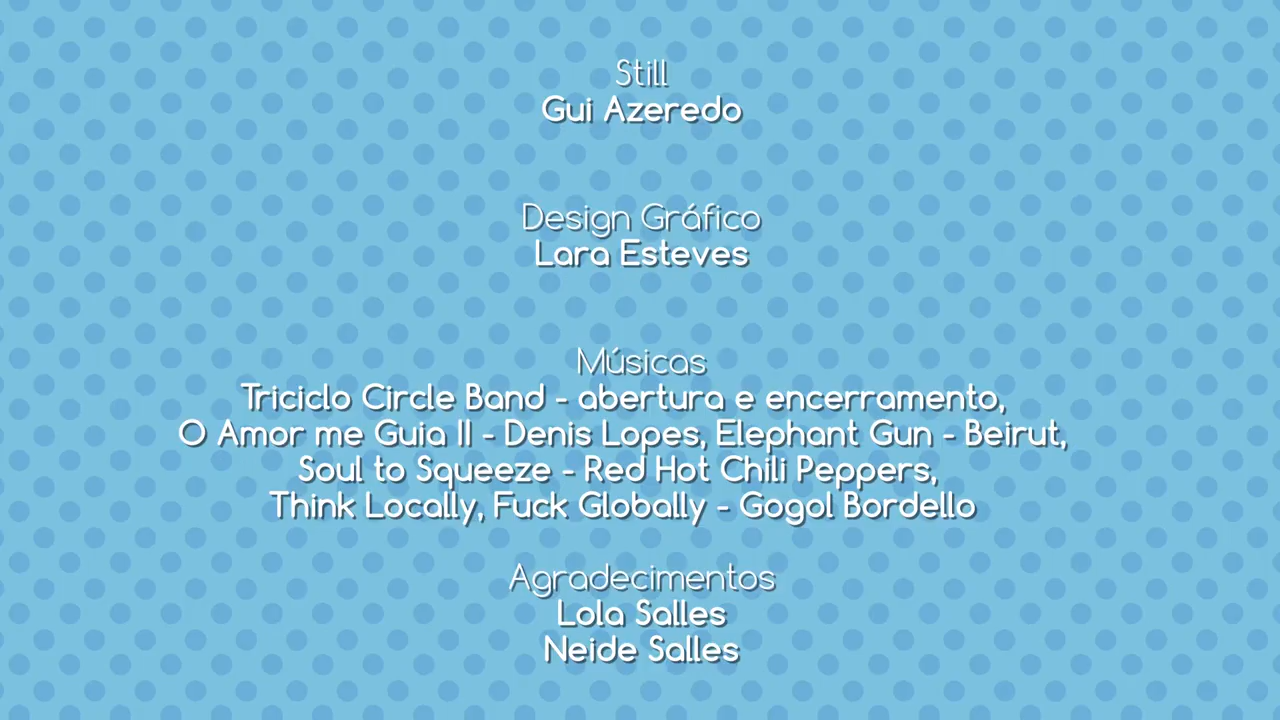 Still
Gui Azeredo
Design Gráfico
Lara Esteves
Músicas
Triciclo Circle Band - abertura e encerramento,
O Amor me Guia II - Denis Lopes, Elephant Gun - Beirut,
Soul to Squeeze - Red Hot Chili Peppers,
Think Locally, Fuck Globally - Gogol Bordello
Agradecimentos
Lola Salles
Neide Salles